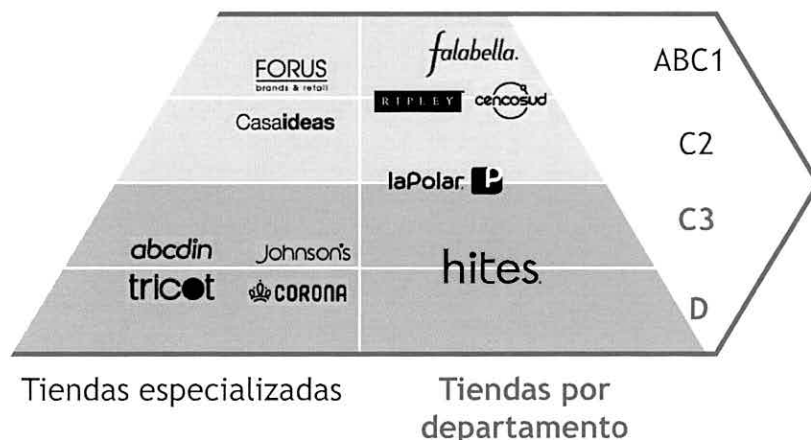 FORUS
brands & retail
falabella.
ABC1
RIPLEY
cencosud
Casaideas
C2
laPolar.
C3
abcdin
Johnson's
hites.
tricot
CORONA
D
Tiendas especializadas
Tiendas por
departamento